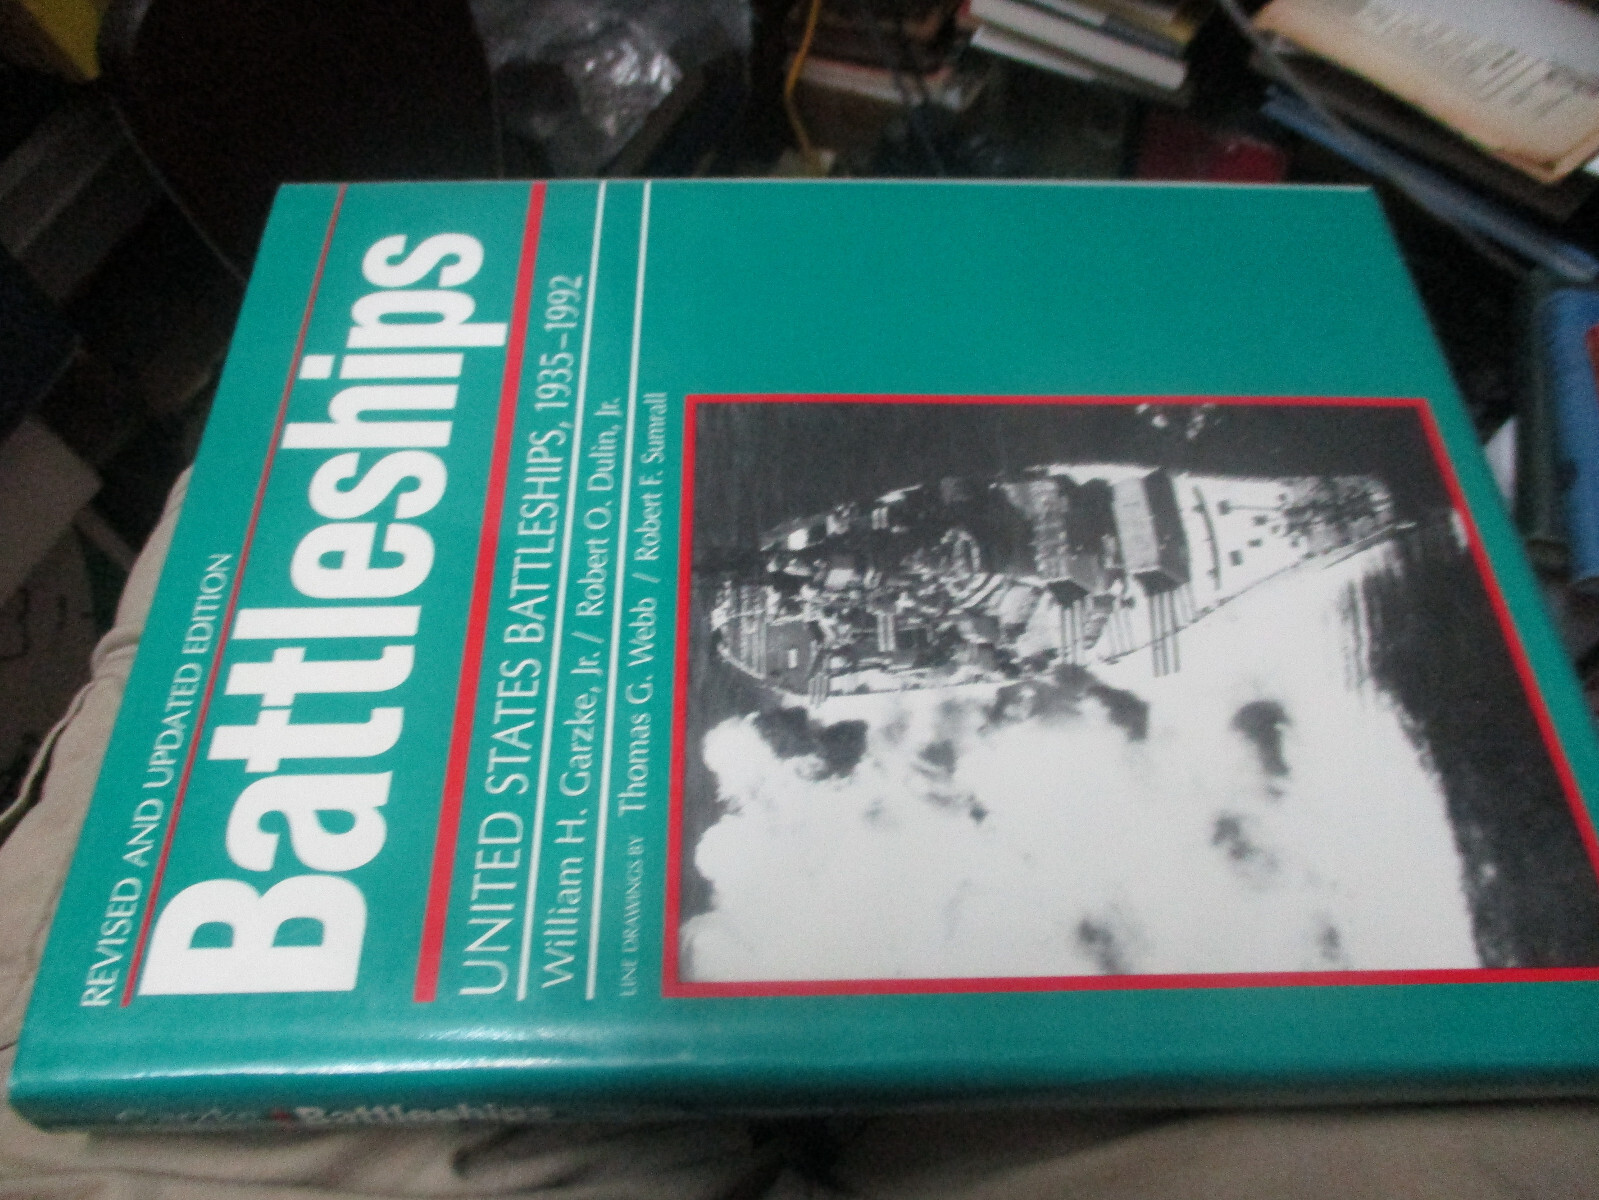 REVISED AND UPDATED EDITION
Battleships
UNITED STATES BATTLESHIPS, 1935–1992
William H. Garzke, Jr. / Robert O. Dulin, Jr.
LINE DRAWINGS BY Thomas G. Webb / Robert F. Sumrall
Garzke Battleships